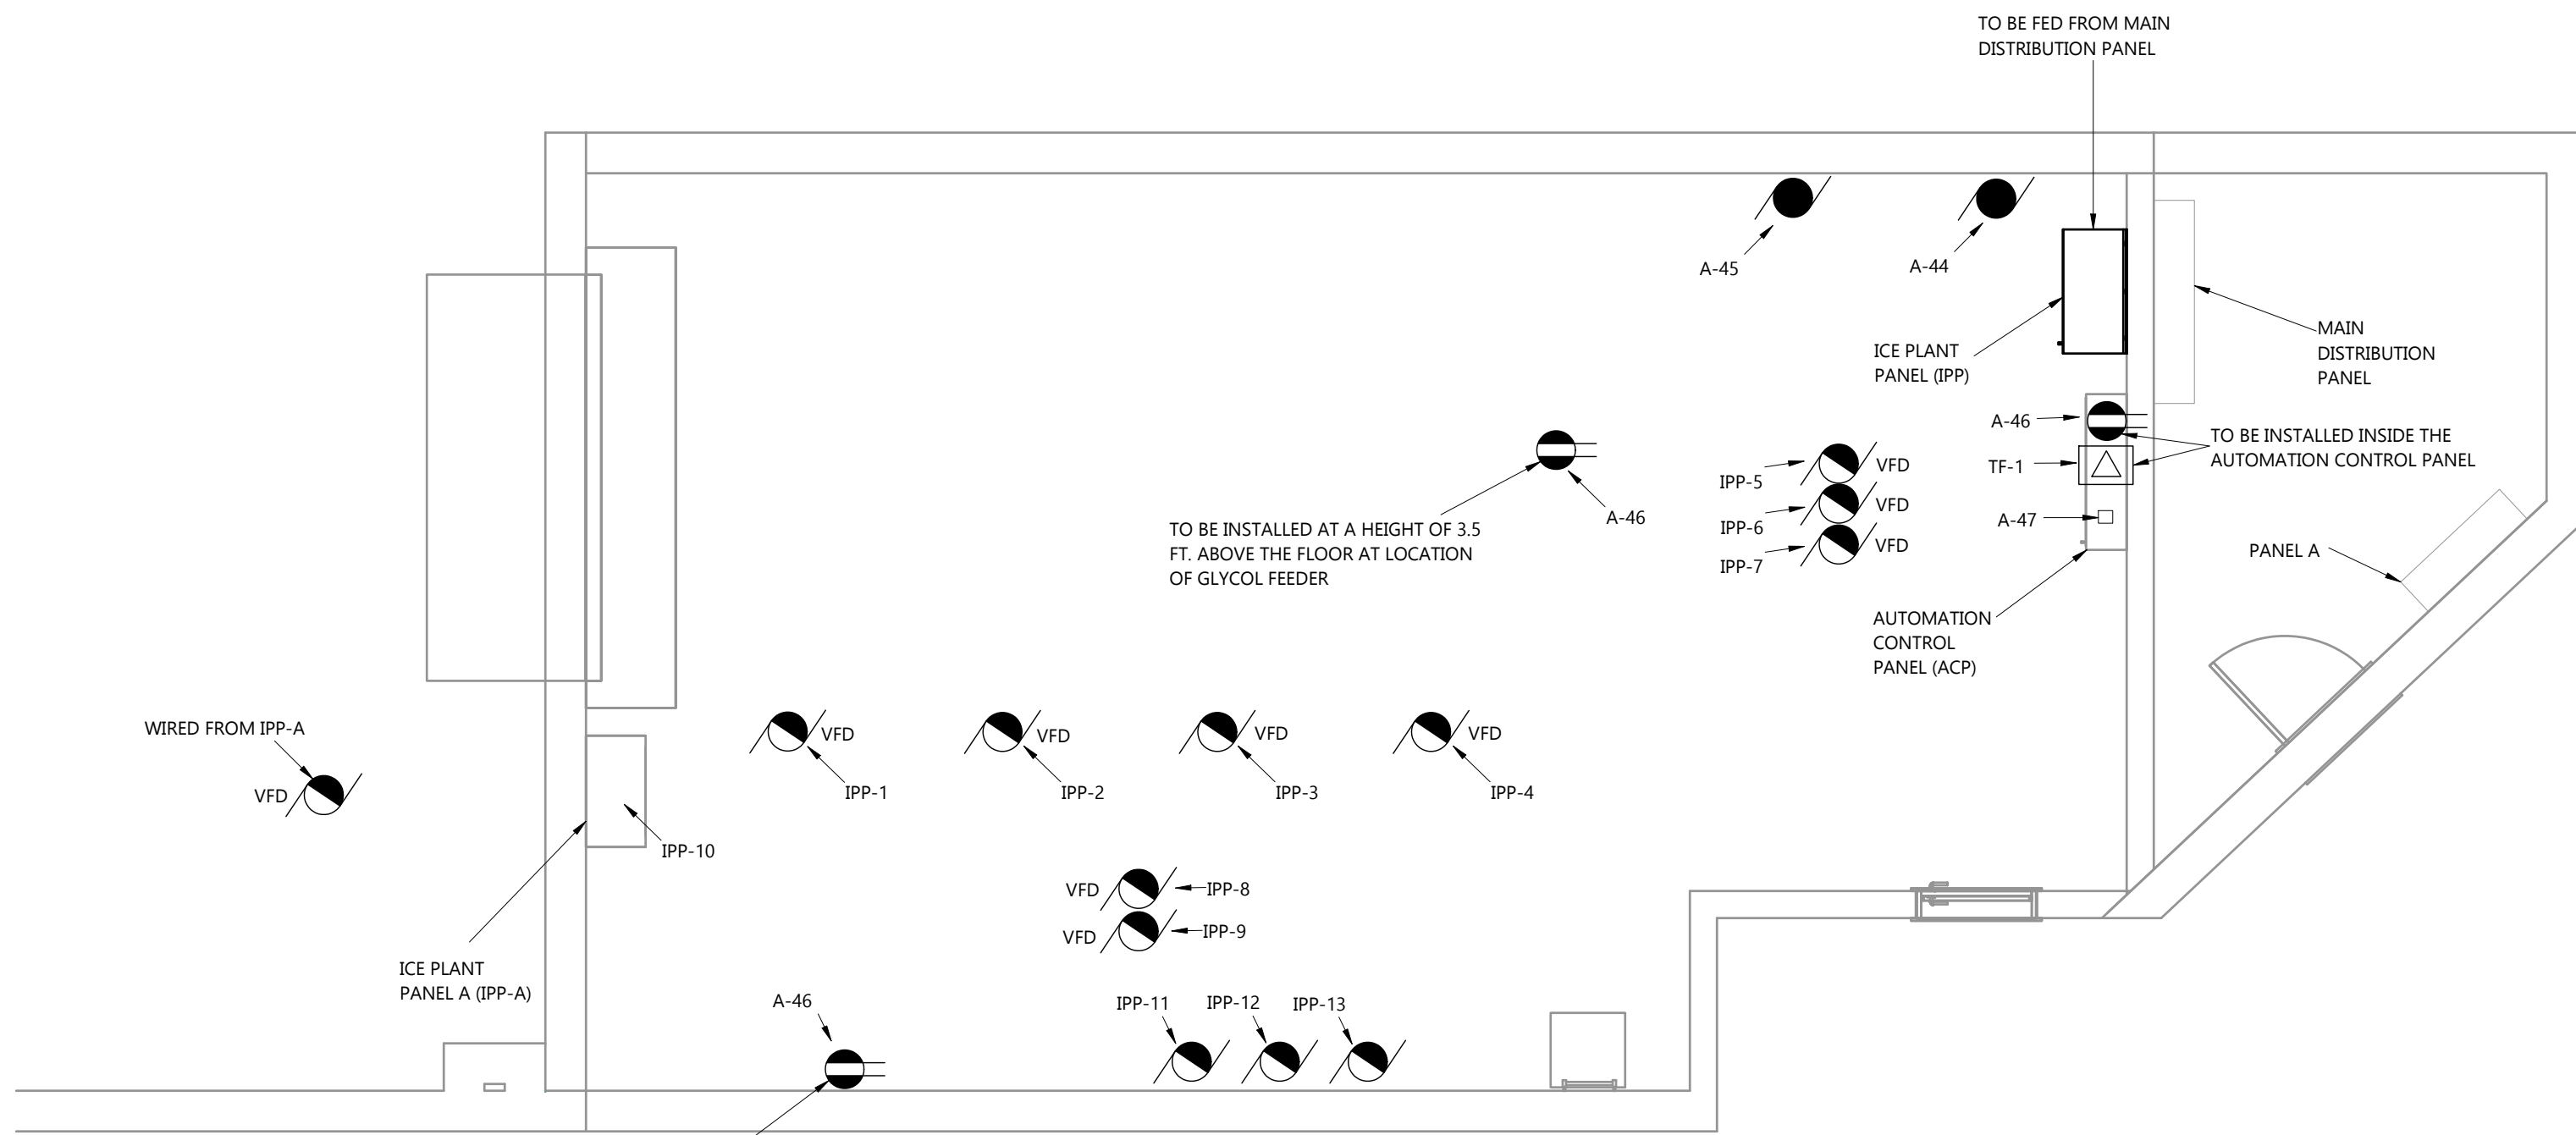 TO BE FED FROM MAIN
DISTRIBUTION PANEL
A-45
A-44
ICE PLANT
PANEL (IPP)
MAIN
DISTRIBUTION
PANEL
A-46
TO BE INSTALLED INSIDE THE
AUTOMATION CONTROL PANEL
TF-1
A-47
IPP-5
VFD
IPP-6
VFD
IPP-7
VFD
A-46
TO BE INSTALLED AT A HEIGHT OF 3.5
FT. ABOVE THE FLOOR AT LOCATION
OF GLYCOL FEEDER
PANEL A
AUTOMATION
CONTROL
PANEL (ACP)
WIRED FROM IPP-A
VFD
VFD
IPP-1
VFD
IPP-2
VFD
IPP-3
VFD
IPP-4
IPP-10
VFD
IPP-8
VFD
IPP-9
ICE PLANT
PANEL A (IPP-A)
A-46
IPP-11
IPP-12
IPP-13